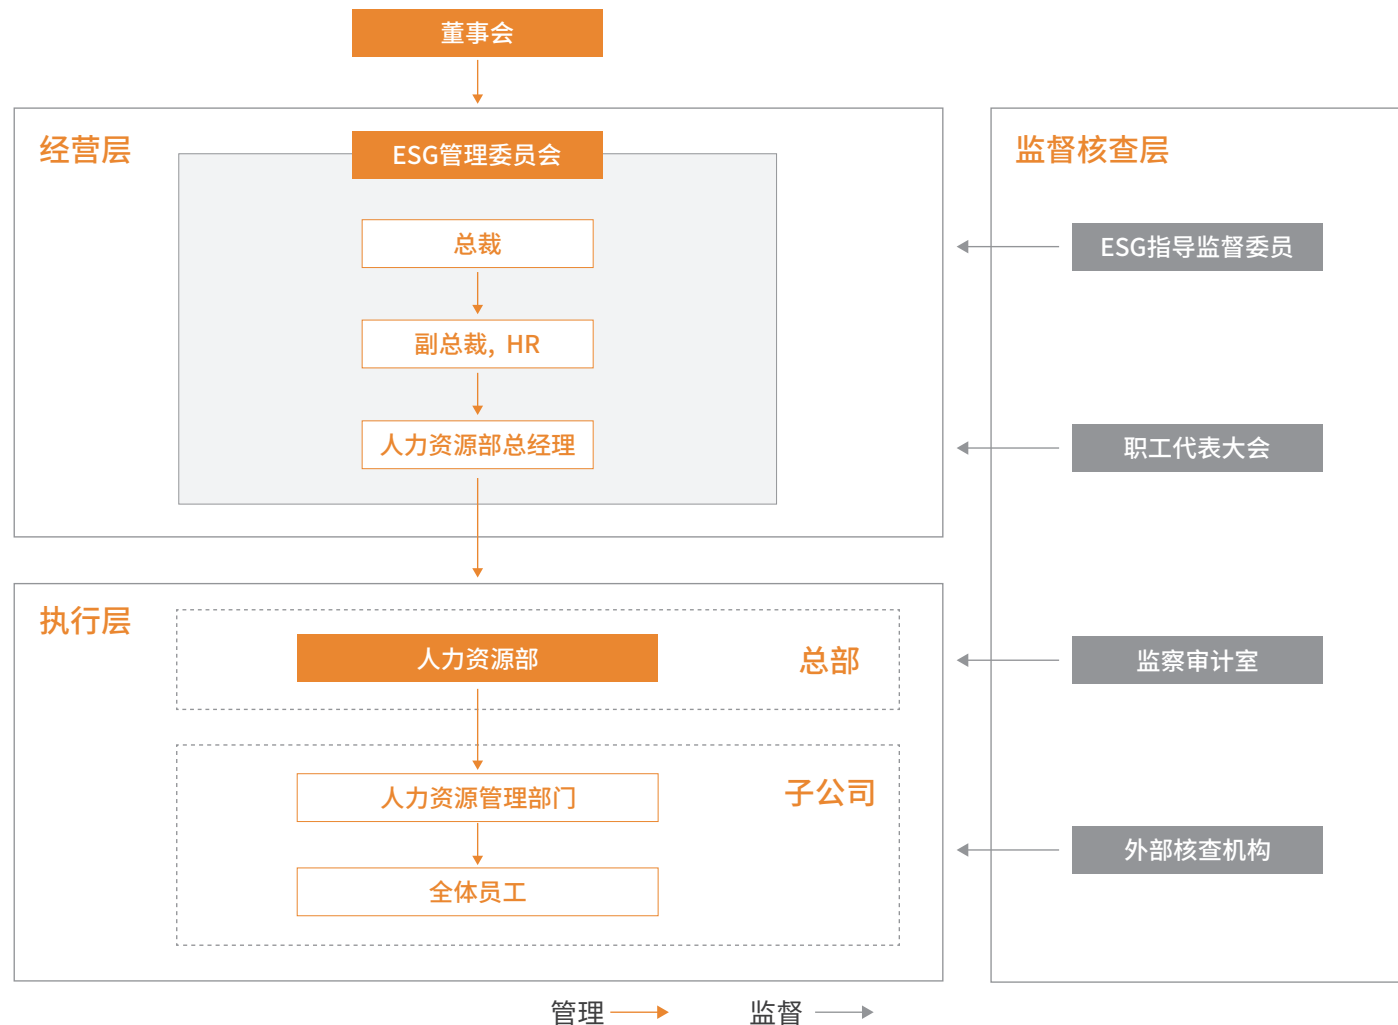 董事会
经营层
ESG管理委员会
总裁
副总裁, HR
人力资源部总经理
执行层
人力资源部
总部
人力资源管理部门
子公司
全体员工
监督核查层
ESG指导监督委员
职工代表大会
监察审计室
外部核查机构
管理
监督